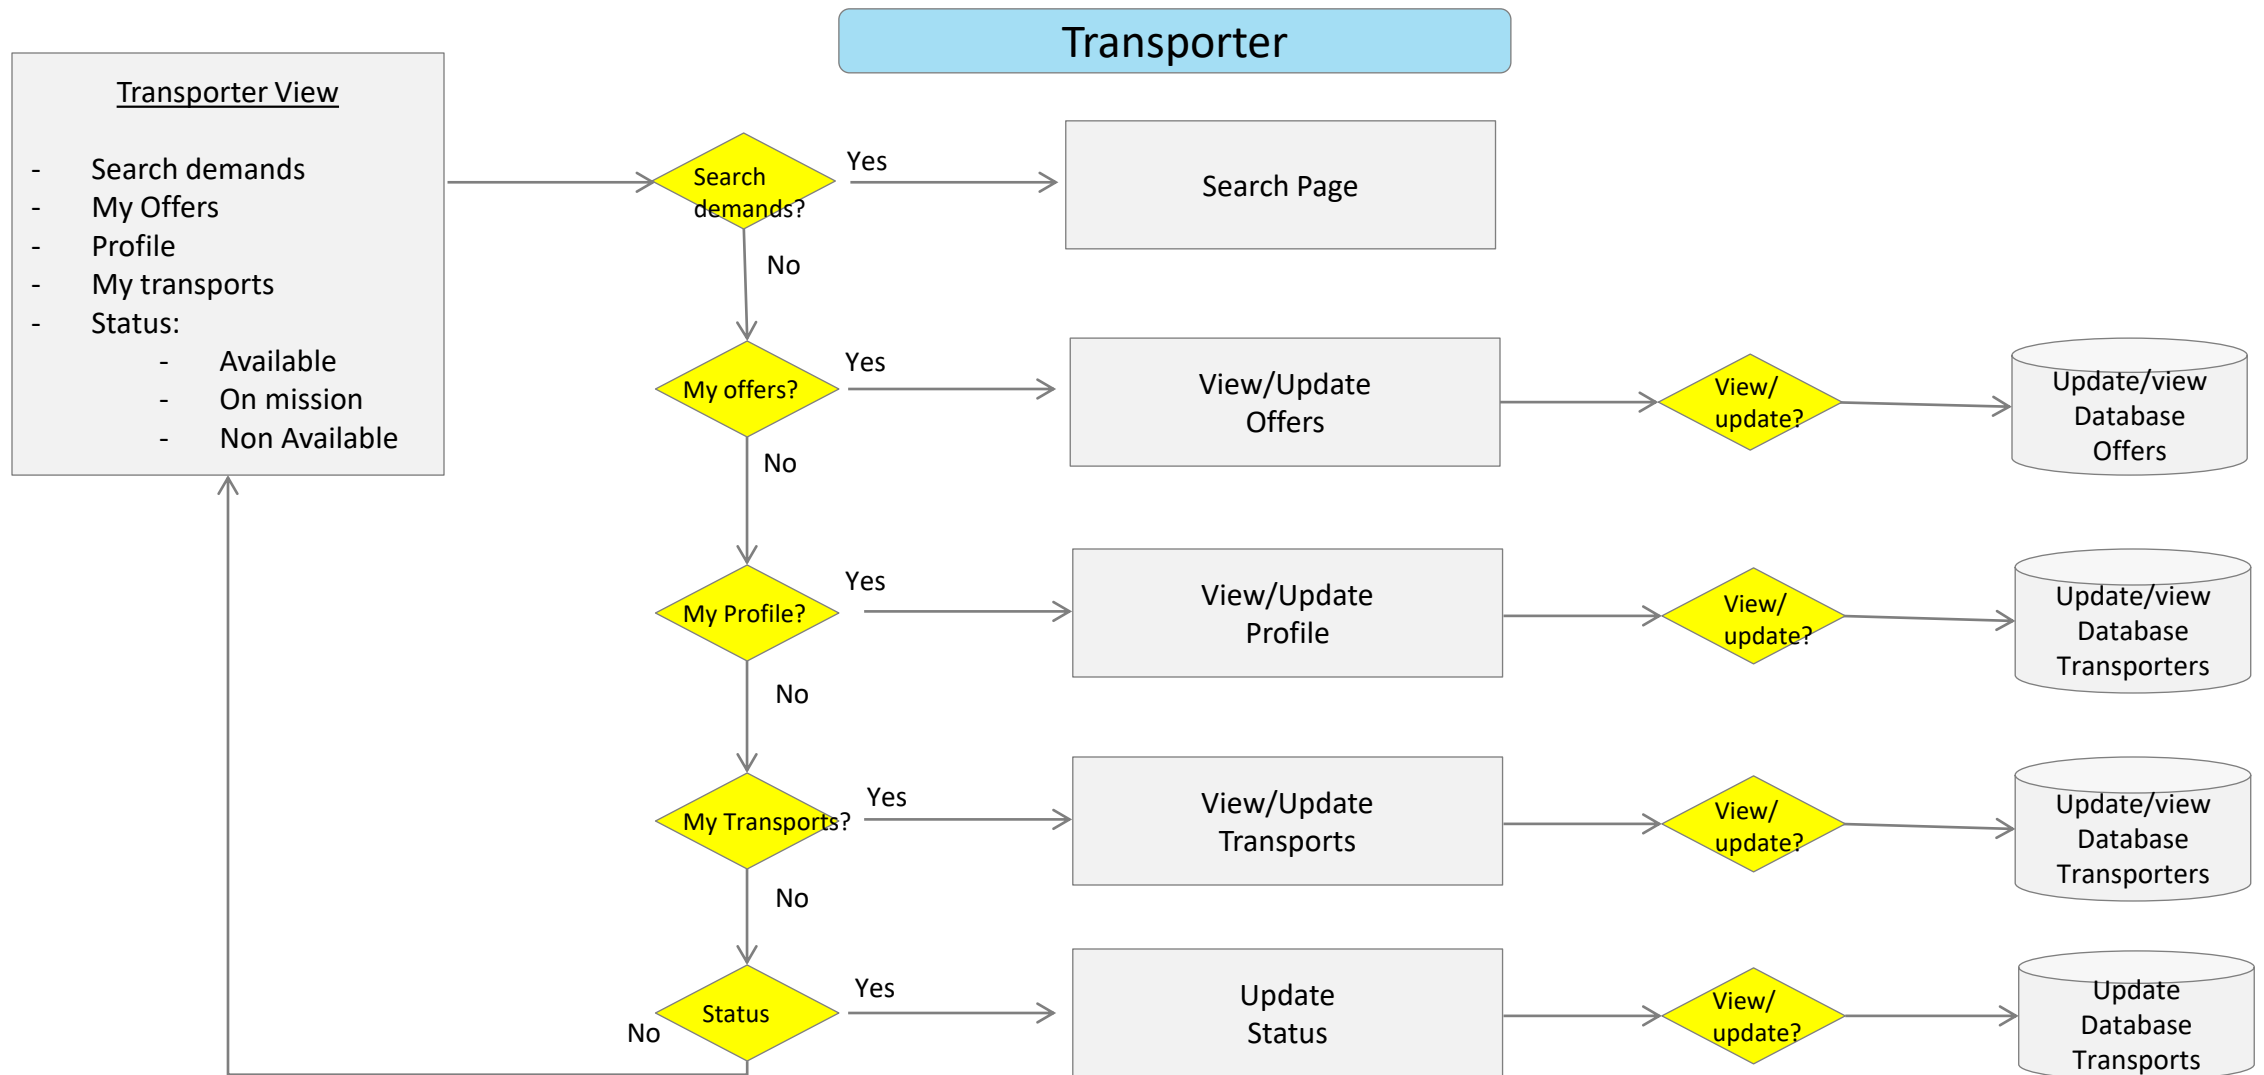 Transporter
Transporter View
- Search demands
- My Offers
- Profile
- My transports
- Status:
- Available
- On mission
- Non Available
Search
demands?
Yes
Search Page
No
My offers?
Yes
View/Update
Offers
View/
update?
Update/view
Database
Offers
No
My Profile?
Yes
View/Update
Profile
View/
update?
Update/view
Database
Transporters
No
My Transports?
Yes
View/Update
Transports
View/
update?
Update/view
Database
Transporters
No
Status
Yes
Update
Status
View/
update?
Update
Database
Transports
No